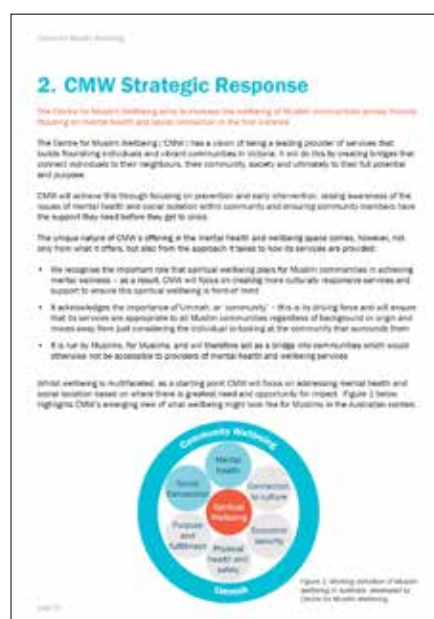 Centre for Muslim Wellbeing
2. CMW Strategic Response
The Centre for Muslim Wellbeing aims to increase the wellbeing of Muslim communities across Victoria
focusing on mental health and social connection in the first instance
The Centre for Muslim Wellbeing (CMW) has a vision of being a leading provider of services that
builds flourishing individuals and vibrant communities in Victoria. It will do this by creating bridges that
connect individuals to their neighbours, their community, society and ultimately to their full potential
and purpose.
CMW will achieve this through focusing on prevention and early intervention, raising awareness of the
issues of mental health and social isolation within community and ensuring community members have
the support they need before they get to crisis.
The unique nature of CMW's offering in the mental health and wellbeing space comes, however, not
only from what it offers, but also from the approach it takes to how its services are provided:
• We recognise the important role that spiritual wellbeing plays for Muslim communities in achieving
mental wellness – as a result, CMW will focus on creating more culturally responsive services and
support to ensure this spiritual wellbeing is front of mind
• It acknowledges the importance of Ummah, or 'community' – this is its driving force and will ensure
that its services are appropriate to all Muslim communities regardless of background or origin and
moves away from just considering the individual to looking at the community that surrounds them
• It is run by Muslims, for Muslims, and will therefore act as a bridge into communities which would
otherwise not be accessible to providers of mental health and wellbeing services
Whilst wellbeing is multifaceted, as a starting point CMW will focus on addressing mental health and
social isolation based on where there is greatest need and opportunity for impact. Figure 2 below
highlights CMW's emerging view of what wellbeing might look like for Muslims in the Australian context.
Community Wellbeing
Mental
health
Social
Connection
Connection
to culture
Spiritual
Wellbeing
Purpose
and
fulfilment
Economic
security
Physical
health and
safety
Ummah
Figure 2: Working definition of Muslim
wellbeing in Australia, developed by
Centre for Muslim Wellbeing